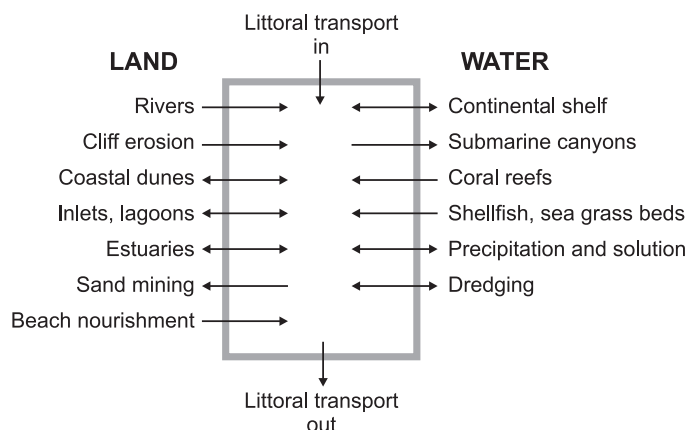 Littoral transport
in
LAND
WATER
Rivers
Continental shelf
Cliff erosion
Submarine canyons
Coastal dunes
Coral reefs
Inlets, lagoons
Shellfish, sea grass beds
Estuaries
Precipitation and solution
Sand mining
Dredging
Beach nourishment
Littoral transport
out